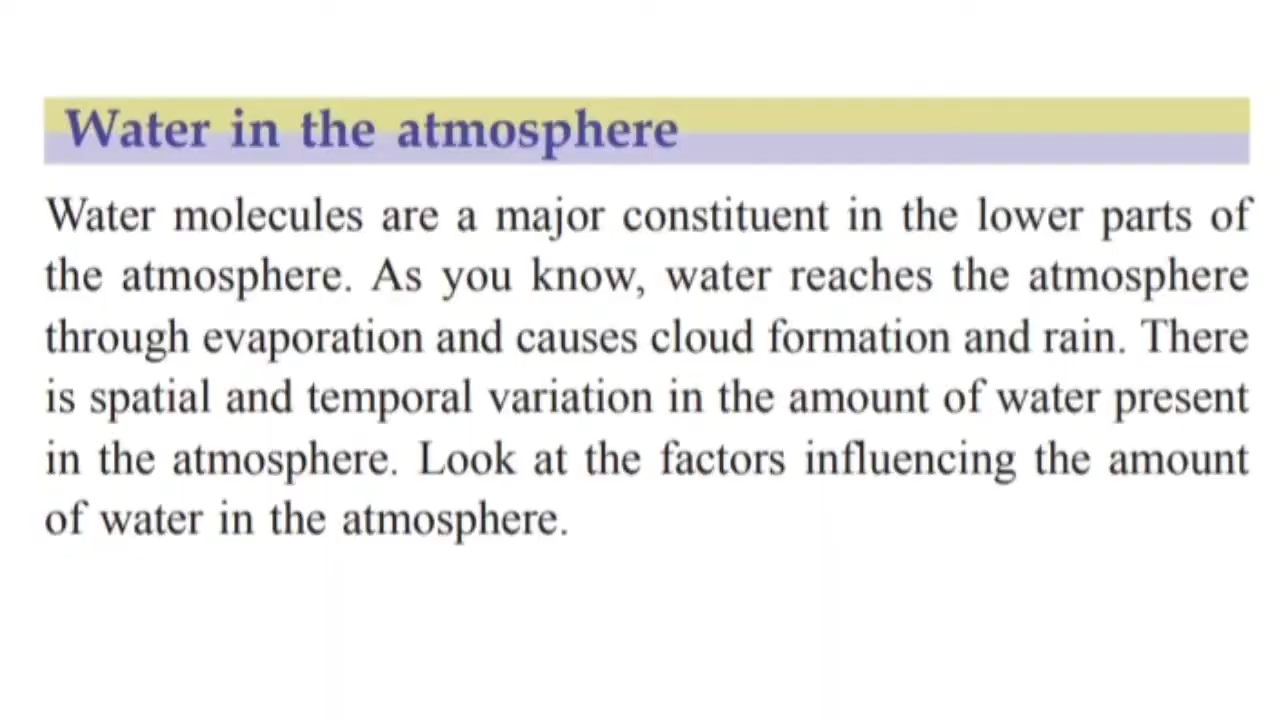 Water in the atmosphere
Water molecules are a major constituent in the lower parts of
the atmosphere. As you know, water reaches the atmosphere
through evaporation and causes cloud formation and rain. There
is spatial and temporal variation in the amount of water present
in the atmosphere. Look at the factors influencing the amount
of water in the atmosphere.